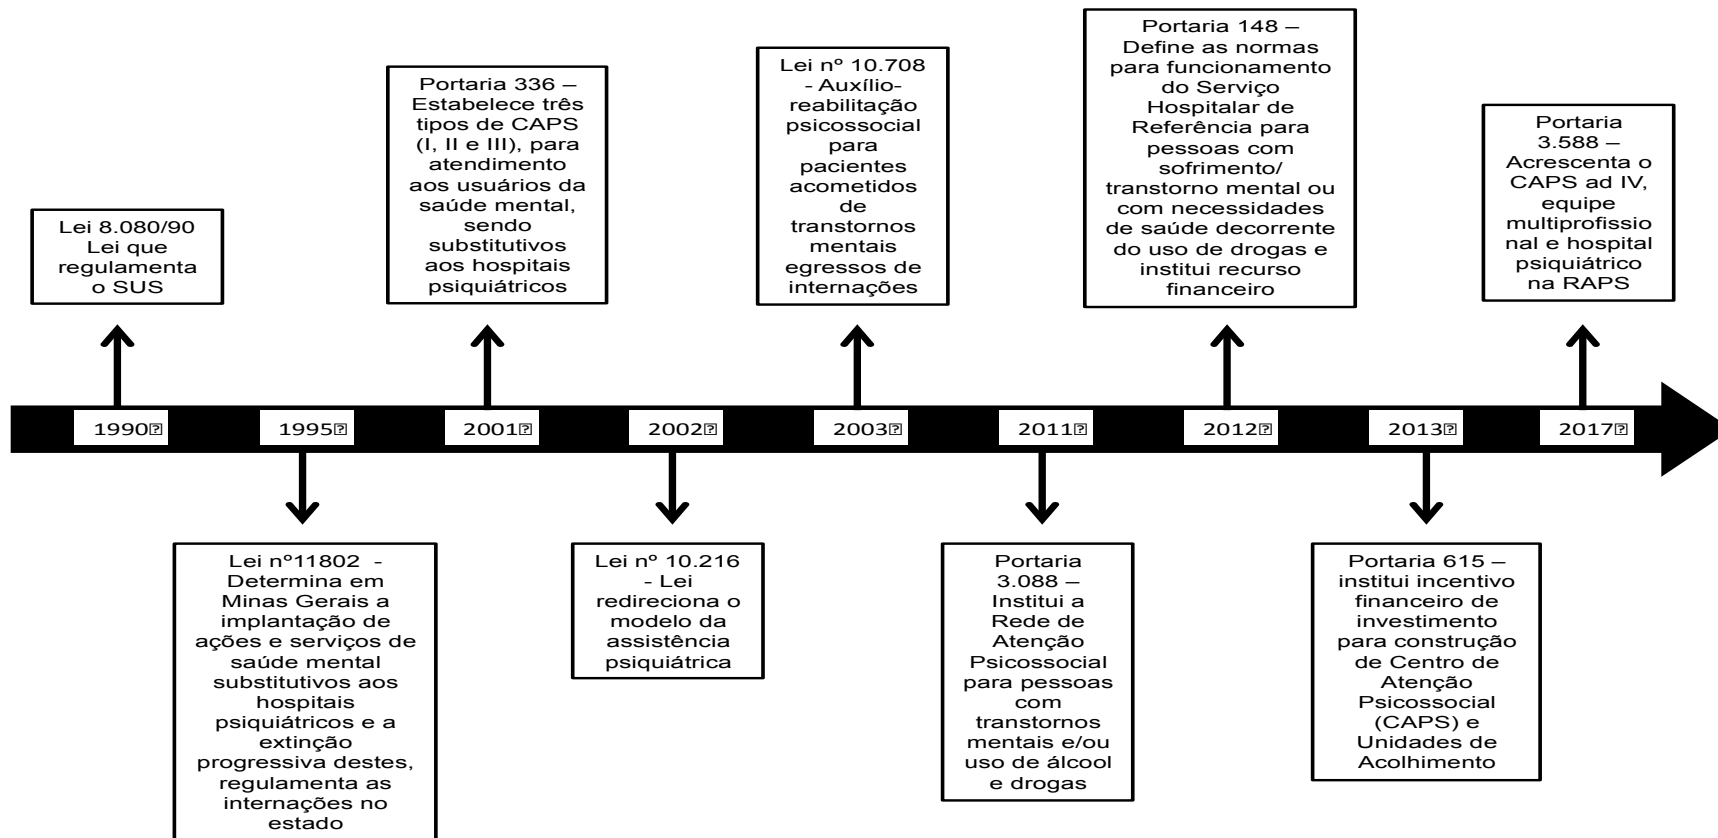 Lei 8.080/90
Lei que
regulamenta
o SUS
Portaria 336 –
Estabelece três
tipos de CAPS
(I, II e III), para
atendimento
aos usuários da
saúde mental,
sendo
substitutivos
aos hospitais
psiquiátricos
Lei nº 10.708
- Auxílio-
reabilitação
psicossocial
para
pacientes
acometidos
de
transtornos
mentais
egressos de
internações
Portaria 148 –
Define as normas
para funcionamento
do Serviço
Hospitalar de
Referência para
pessoas com
sofrimento/
transtorno mental ou
com necessidades
de saúde decorrente
do uso de drogas e
institui recurso
financeiro
Portaria
3.588 –
Acrescenta o
CAPS ad IV,
equipe
multiprofissio
nal e hospital
psiquiátrico
na RAPS
1990
1995
2001
2002
2003
2011
2012
2013
2017
Lei nº11802 -
Determina em
Minas Gerais a
implantação de
ações e serviços de
saúde mental
substitutivos aos
hospitais
psiquiátricos e a
extinção
progressiva destes,
regulamenta as
internações no
estado
Lei nº 10.216
- Lei
redireciona o
modelo da
assistência
psiquiátrica
Portaria
3.088 –
Institui a
Rede de
Atenção
Psicossocial
para pessoas
com
transtornos
mentais e/ou
uso de álcool
e drogas
Portaria 615 –
institui incentivo
financeiro de
investimento
para construção
de Centro de
Atenção
Psicossocial
(CAPS) e
Unidades de
Acolhimento